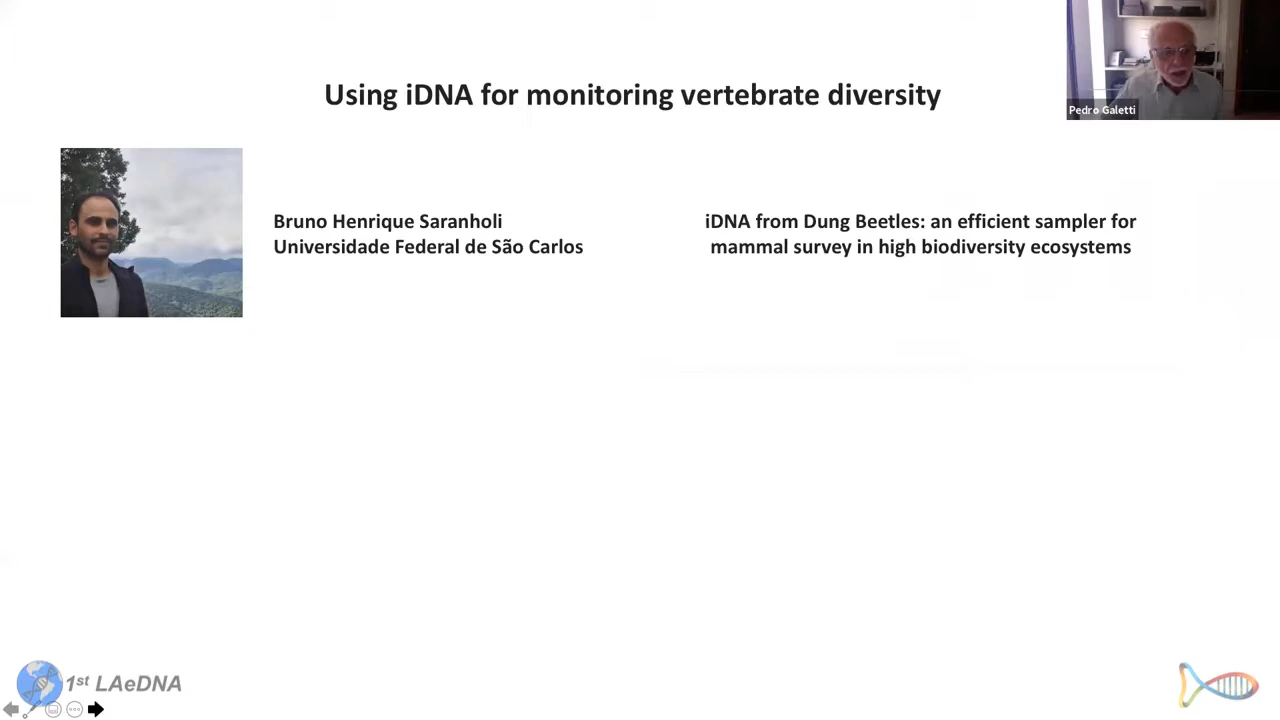 Using iDNA for monitoring vertebrate diversity
Pedro Galetti
Bruno Henrique Saranholi
Universidade Federal de São Carlos
iDNA from Dung Beetles: an efficient sampler for
mammal survey in high biodiversity ecosystems
1st LAeDNA